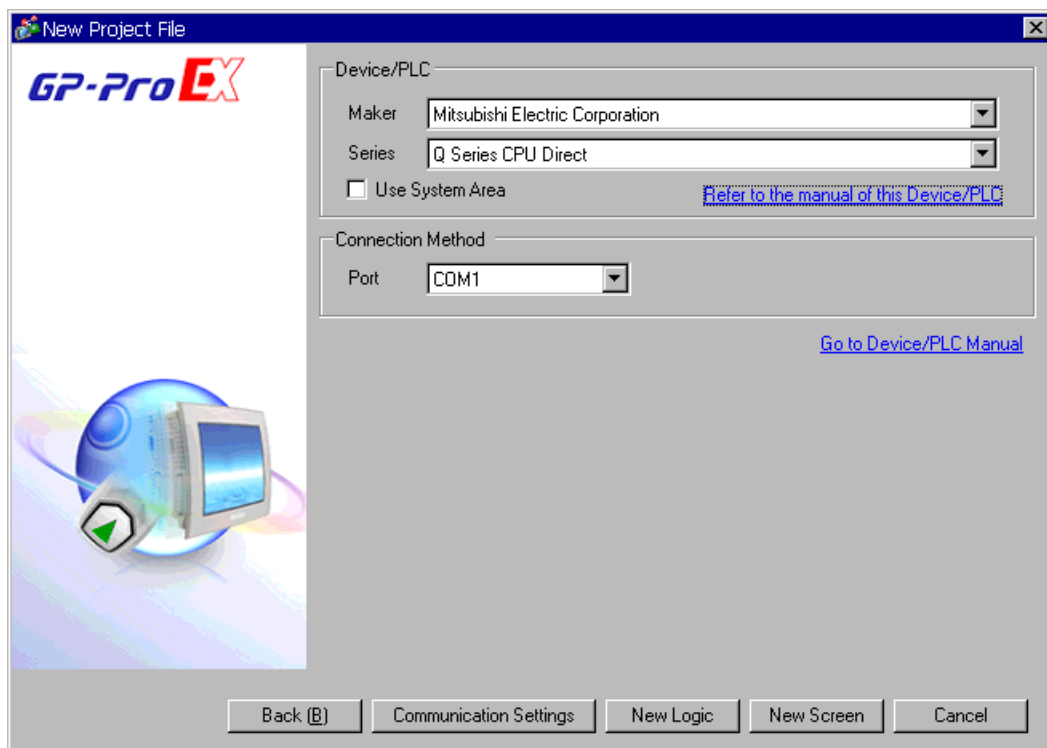 New Project File
GP-Pro EX
Device/PLC
Maker Mitsubishi Electric Corporation
Series Q Series CPU Direct
Use System Area Refer to the manual of this Device/PLC
Connection Method
Port COM1
Go to Device/PLC Manual
Back (B) Communication Settings New Logic New Screen Cancel